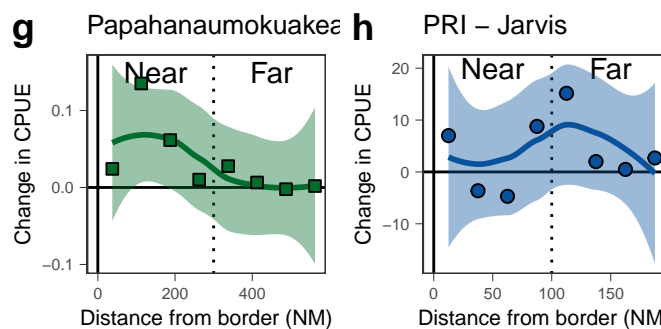 g Papahanaumokuakea
Near Far
0.1
0.0
−0.1
Change in CPUE
0 200 400
Distance from border (NM)
h PRI − Jarvis
Near Far
20
10
0
−10
Change in CPUE
0 50 100 150
Distance from border (NM)